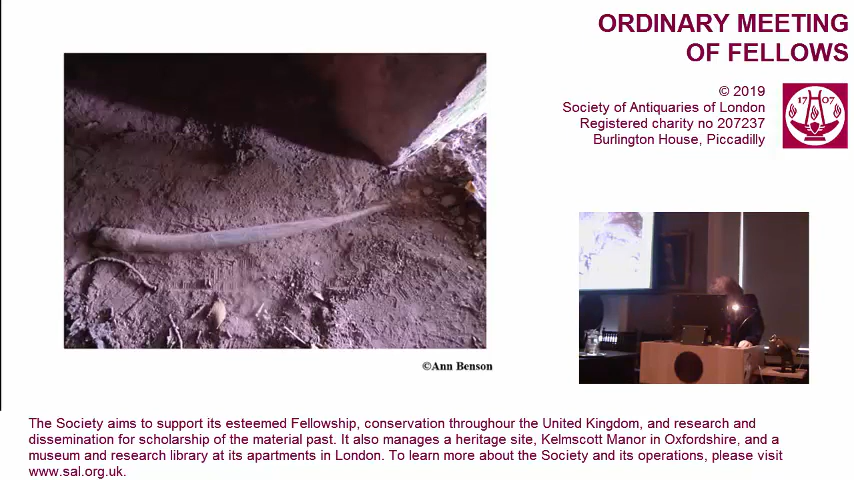 ORDINARY MEETING
OF FELLOWS
© 2019
Society of Antiquaries of London
Registered charity no 207237
Burlington House, Piccadilly
17 07
©Ann Benson
The Society aims to support its esteemed Fellowship, conservation throughour the United Kingdom, and research and
dissemination for scholarship of the material past. It also manages a heritage site, Kelmscott Manor in Oxfordshire, and a
museum and research library at its apartments in London. To learn more about the Society and its operations, please visit
www.sal.org.uk.